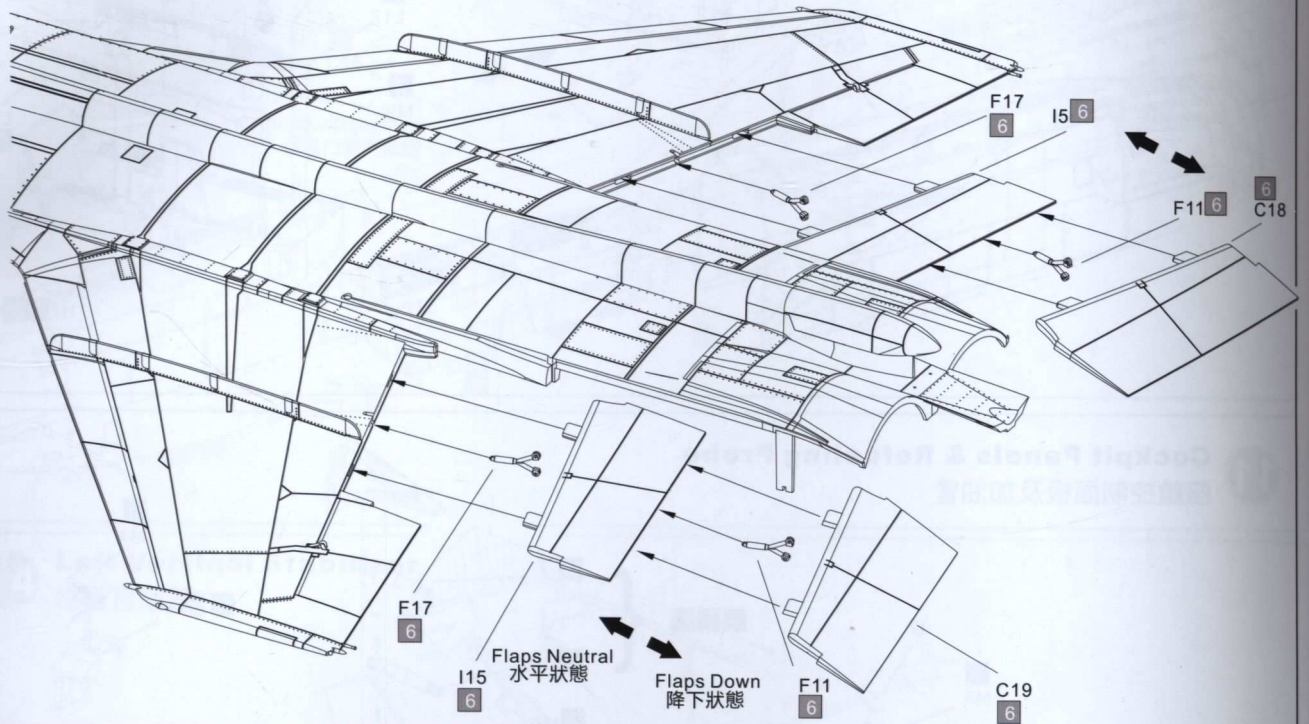 F17
6
I5 6
F11 6
6
C18
Cockpit Panels & Refueling Probe
F17
6
I15
6
Flaps Neutral
水平狀態
Flaps Down
降下狀態
F11
6
C19
6